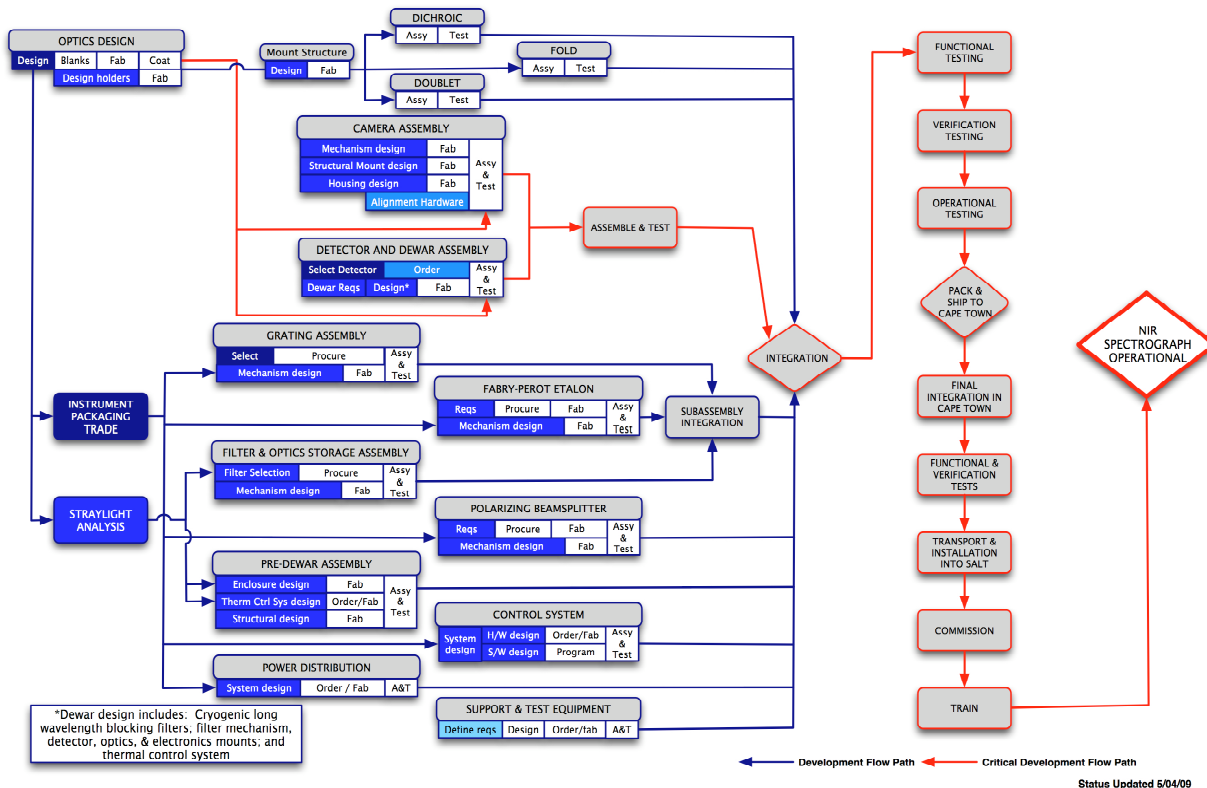 OPTICS DESIGN
Design Blanks Fab Coat
Design holders Fab
Mount Structure
Design Fab
DICHROIC
Assy Test
FOLD
Assy Test
DOUBLET
Assy Test
CAMERA ASSEMBLY
Mechanism design Fab
Structural Mount design Fab
Housing design Fab
Alignment Hardware
Assy
&
Test
DETECTOR AND DEWAR ASSEMBLY
Select Detector Order
Dewar Reqs Design* Fab
Assy
&
Test
ASSEMBLE & TEST
GRATING ASSEMBLY
Select Procure
Mechanism design Fab
Assy
&
Test
INSTRUMENT
PACKAGING
TRADE
FABRY-PEROT ETALON
Reqs Procure Fab
Mechanism design Fab
Assy
&
Test
SUBASSEMBLY
INTEGRATION
INTEGRATION
FILTER & OPTICS STORAGE ASSEMBLY
Filter Selection Procure
Mechanism design Fab
Assy
&
Test
STRAYLIGHT
ANALYSIS
POLARIZING BEAMSPLITTER
Reqs Procure Fab
Mechanism design Fab
Assy
&
Test
PRE-DEWAR ASSEMBLY
Enclosure design Fab
Therm Ctrl Sys design Order/Fab
Structural design Fab
Assy
&
Test
CONTROL SYSTEM
System
design
H/W design Order/Fab
S/W design Program
Assy
&
Test
POWER DISTRIBUTION
System design Order / Fab A&T
SUPPORT & TEST EQUIPMENT
Define reqs Design Order/fab A&T
FUNCTIONAL
TESTING
VERIFICATION
TESTING
OPERATIONAL
TESTING
PACK &
SHIP TO
CAPE TOWN
FINAL
INTEGRATION IN
CAPE TOWN
FUNCTIONAL &
VERIFICATION
TESTS
TRANSPORT &
INSTALLATION
INTO SALT
COMMISSION
TRAIN
NIR
SPECTROGRAPH
OPERATIONAL
*Dewar design includes: Cryogenic long
wavelength blocking filters; filter mechanism,
detector, optics, & electronics mounts; and
thermal control system
Development Flow Path
Critical Development Flow Path
Status Updated 5/04/09